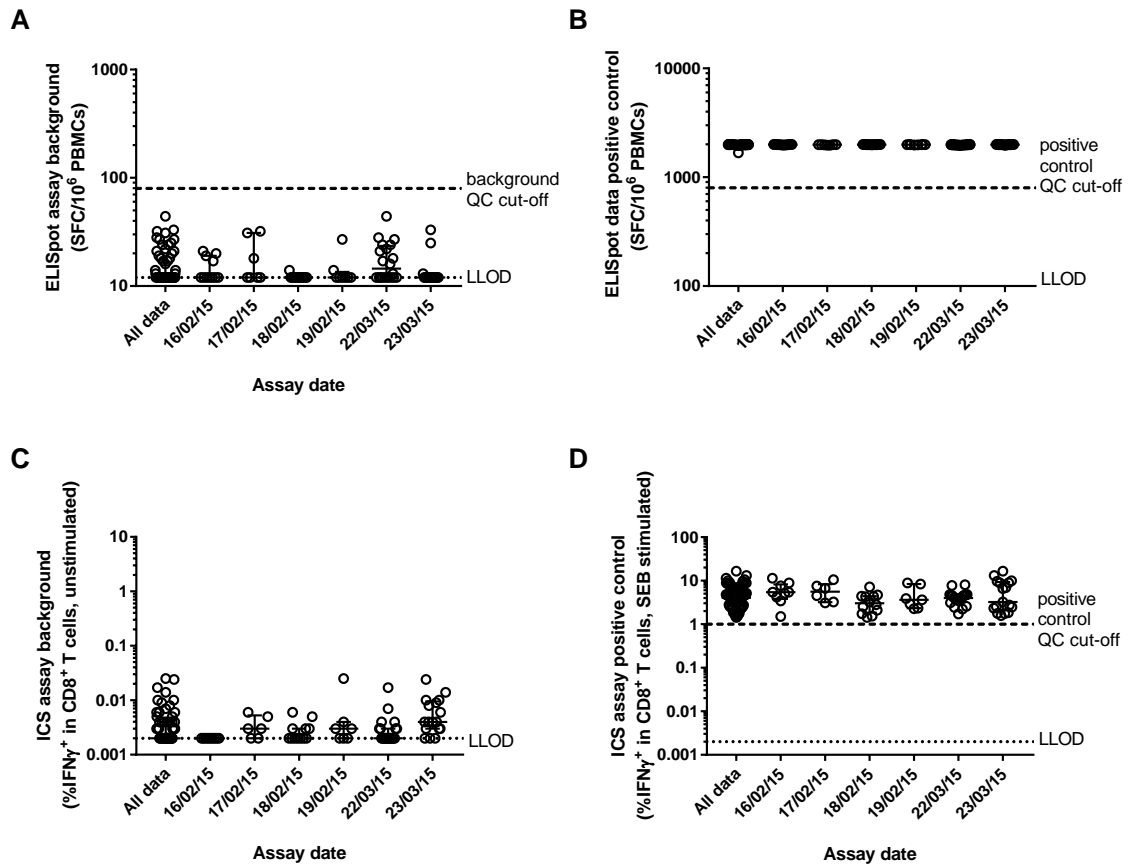 A
ELISpot assay background
(SFC/10⁶ PBMCs)
1000
100
10
background
QC cut-off
LLOD
All data
16/02/15
17/02/15
18/02/15
19/02/15
22/03/15
23/03/15
Assay date
B
ELISpot data positive control
(SFC/10⁶ PBMCs)
10000
1000
100
positive
control
QC cut-off
LLOD
All data
16/02/15
17/02/15
18/02/15
19/02/15
22/03/15
23/03/15
C
ICS assay background
(%IFNγ⁺ in CD8⁺ T cells, unstimulated)
10
1
0.1
0.01
0.001
LLOD
All data
16/02/15
17/02/15
18/02/15
19/02/15
22/03/15
23/03/15
Assay date
D
ICS assay positive control
(%IFNγ⁺ in CD8⁺ T cells, SEB stimulated)
100
10
1
0.1
0.01
0.001
positive
control
QC cut-off
LLOD
All data
16/02/15
17/02/15
18/02/15
19/02/15
22/03/15
23/03/15
Assay date